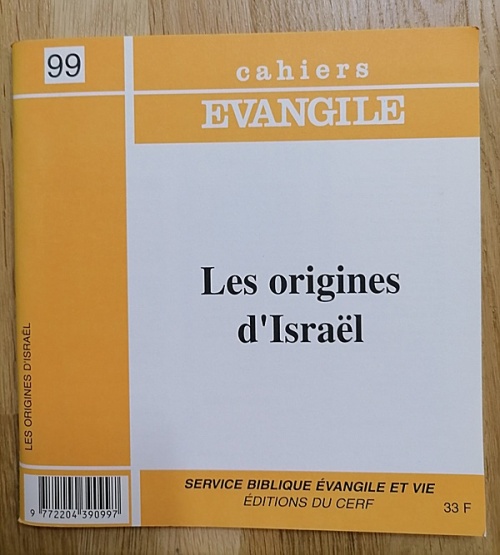 99
cahiers
EVANGILE
Les origines
d'Israël
LES ORIGINES D'ISRAËL
SERVICE BIBLIQUE ÉVANGILE ET VIE
ÉDITIONS DU CERF
33 F
9 772204 390997